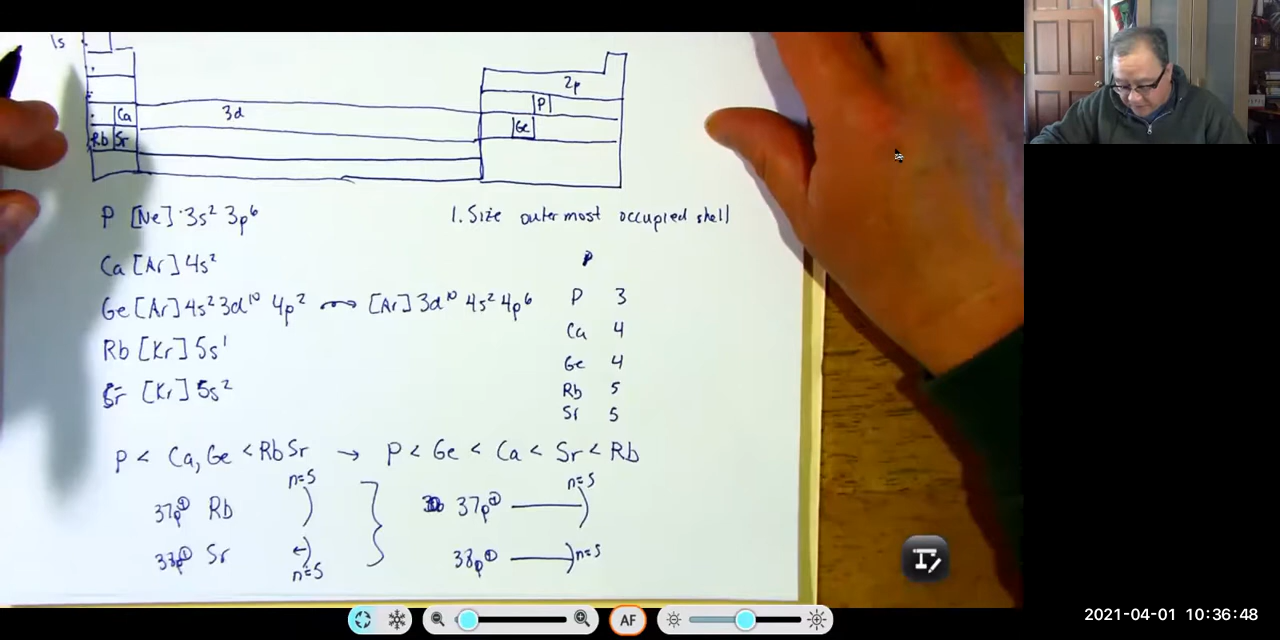 1s
2p
P
Ca 3d
Ge
Rb Sr
P [Ne] 3s² 3p⁶ 1. Size outermost occupied shell
P
Ca [Ar] 4s²
P 3
Ge [Ar] 4s² 3d¹⁰ 4p² ⟿ [Ar] 3d¹⁰ 4s² 4p⁶
Ca 4
Rb [Kr] 5s¹
Ge 4
Sr [Kr] 5s²
Rb 5
Sr 5
P < Ca, Ge < Rb Sr → P < Ge < Ca < Sr < Rb
n=5 n=5
37p⊕ Rb ) } 37p⊕ — )
38p⊕ Sr ←) 38p⊕ — ) n=5
n=5
AF
2021-04-01 10:36:48